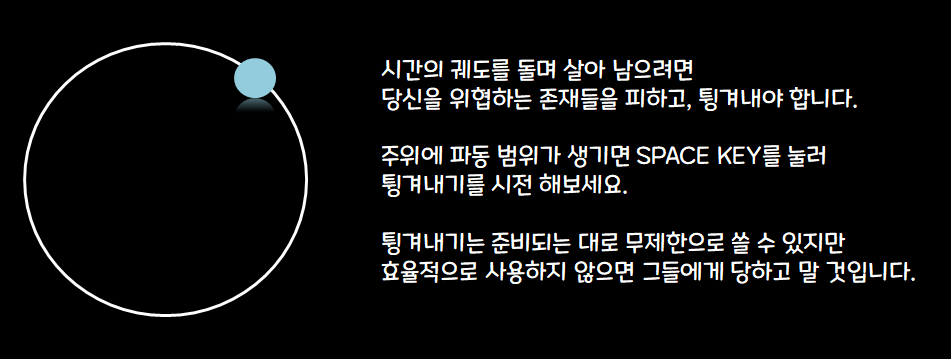 시간의 궤도를 돌며 살아 남으려면
당신을 위협하는 존재들을 피하고, 튕겨내야 합니다.
주위에 파동 범위가 생기면 SPACE KEY를 눌러
튕겨내기를 시전 해보세요.
튕겨내기는 준비되는 대로 무제한으로 쓸 수 있지만
효율적으로 사용하지 않으면 그들에게 당하고 말 것입니다.